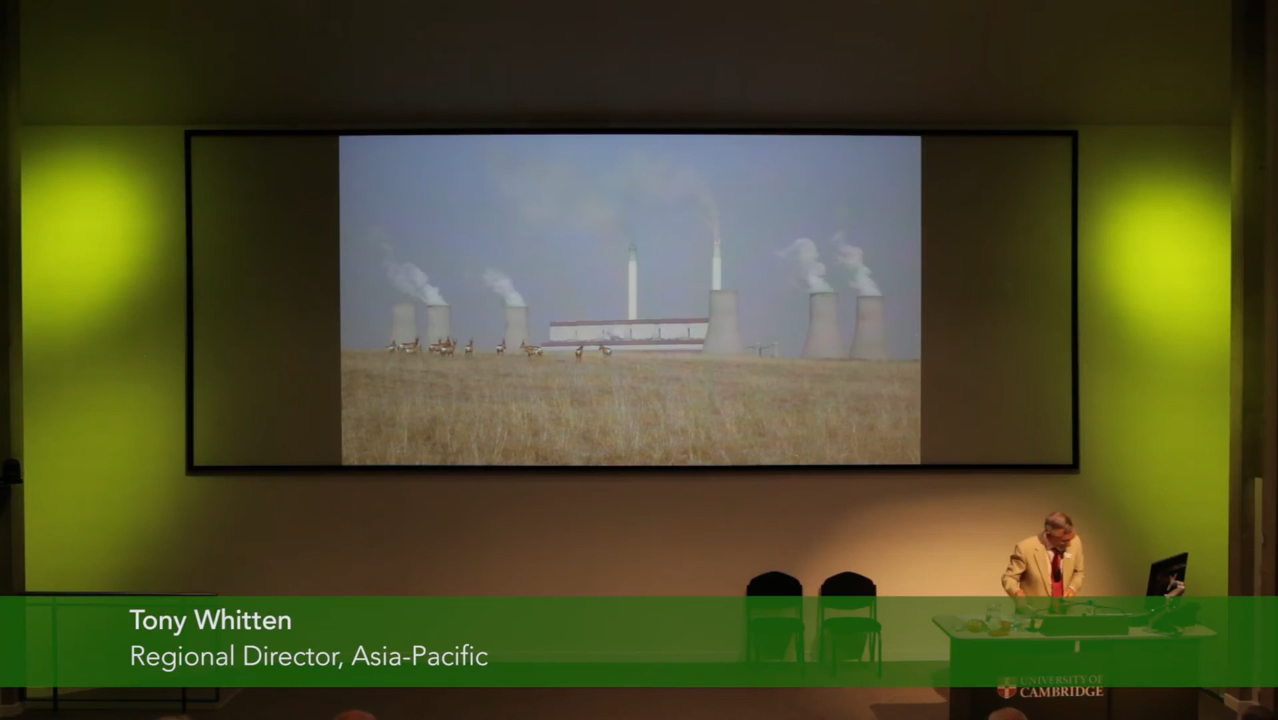 Tony Whitten
Regional Director, Asia-Pacific
UNIVERSITY OF
CAMBRIDGE